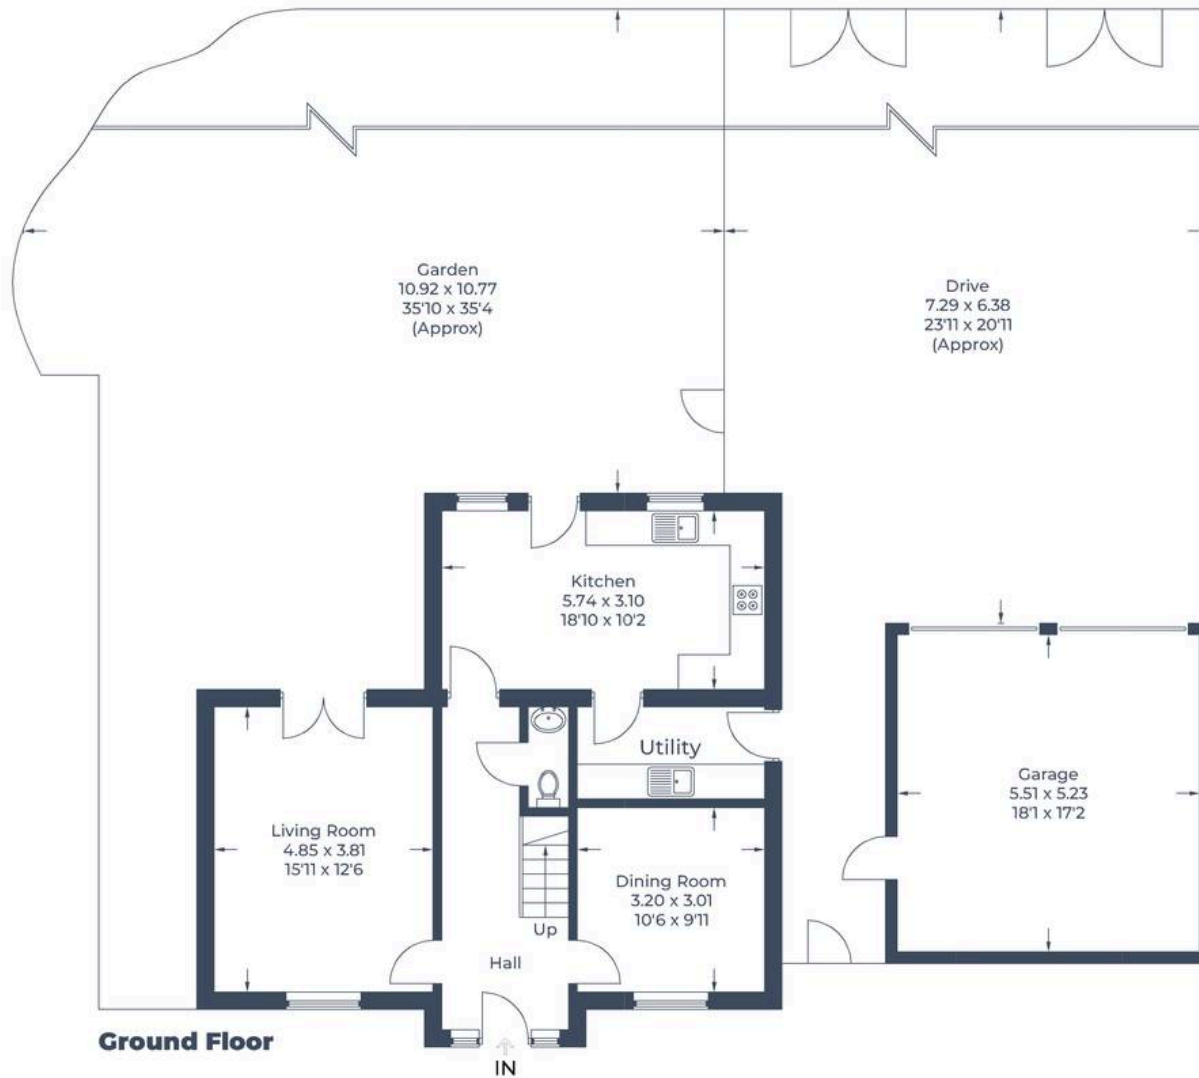 Garden
10.92 x 10.77
35'10 x 35'4
(Approx)
Drive
7.29 x 6.38
23'11 x 20'11
(Approx)
Kitchen
5.74 x 3.10
18'10 x 10'2
Utility
Garage
5.51 x 5.23
18'1 x 17'2
Living Room
4.85 x 3.81
15'11 x 12'6
Dining Room
3.20 x 3.01
10'6 x 9'11
Up
Hall
Ground Floor
IN